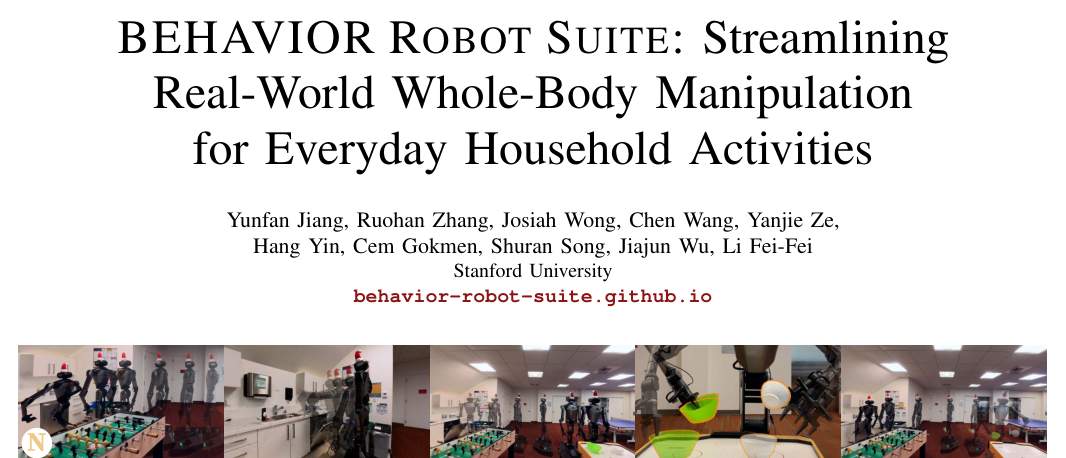 BEHAVIOR ROBOT SUITE: Streamlining
Real-World Whole-Body Manipulation
for Everyday Household Activities
Yunfan Jiang, Ruohan Zhang, Josiah Wong, Chen Wang, Yanjie Ze,
Hang Yin, Cem Gokmen, Shuran Song, Jiajun Wu, Li Fei-Fei
Stanford University
behavior-robot-suite.github.io
N